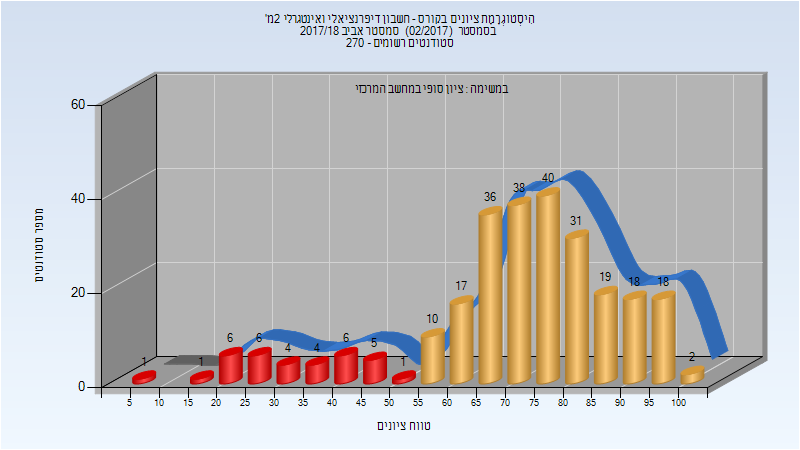 היסטוגרמת ציונים בקורס - חשבון דיפרנציאלי ואינטגרלי 2מ'
בסמסטר (02/2017) סמסטר אביב 2017/18
סטודנטים רשומים - 270
במשימה : ציון סופי במחשב המרכזי
60
40
20
0
מספר סטודנטים
1 1 6 6 4 4 6 5 1 10 17 36 38 40 31 19 18 18 2
5 10 15 20 25 30 35 40 45 50 55 60 65 70 75 80 85 90 95 100
טווח ציונים